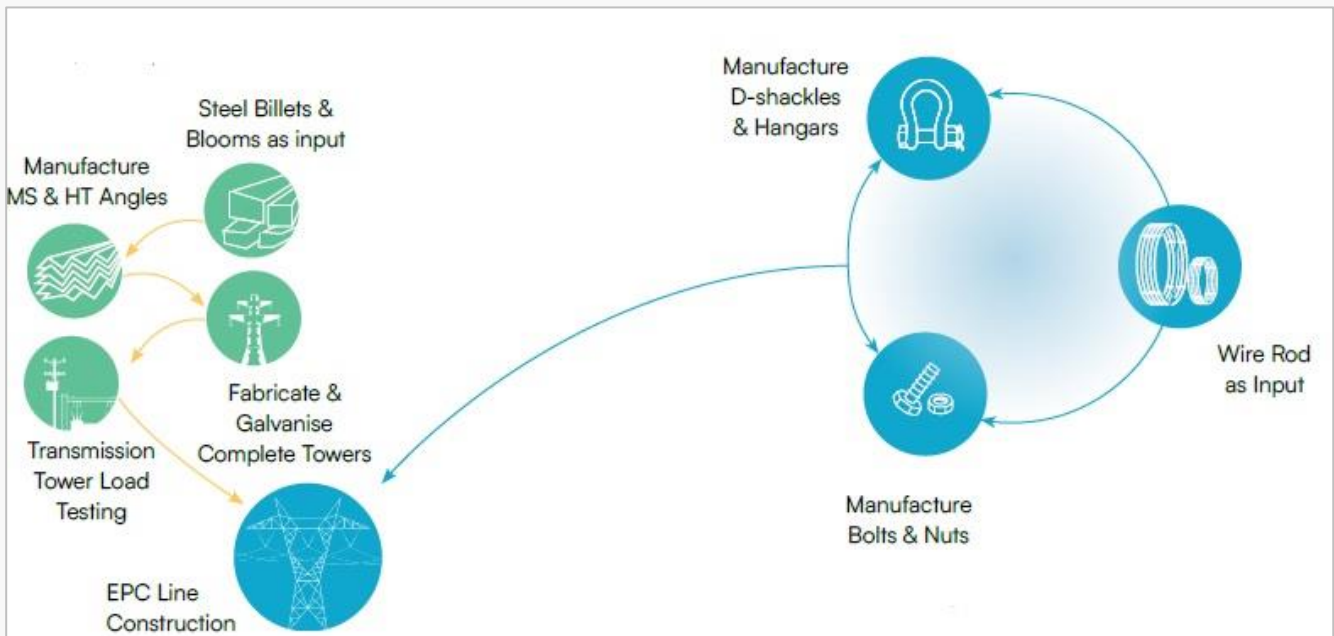 Steel Billets &
Blooms as input
Manufacture
MS & HT Angles
Fabricate &
Galvanise
Complete Towers
Transmission
Tower Load
Testing
EPC Line
Construction
Manufacture
D-shackles
& Hangars
Wire Rod
as Input
Manufacture
Bolts & Nuts